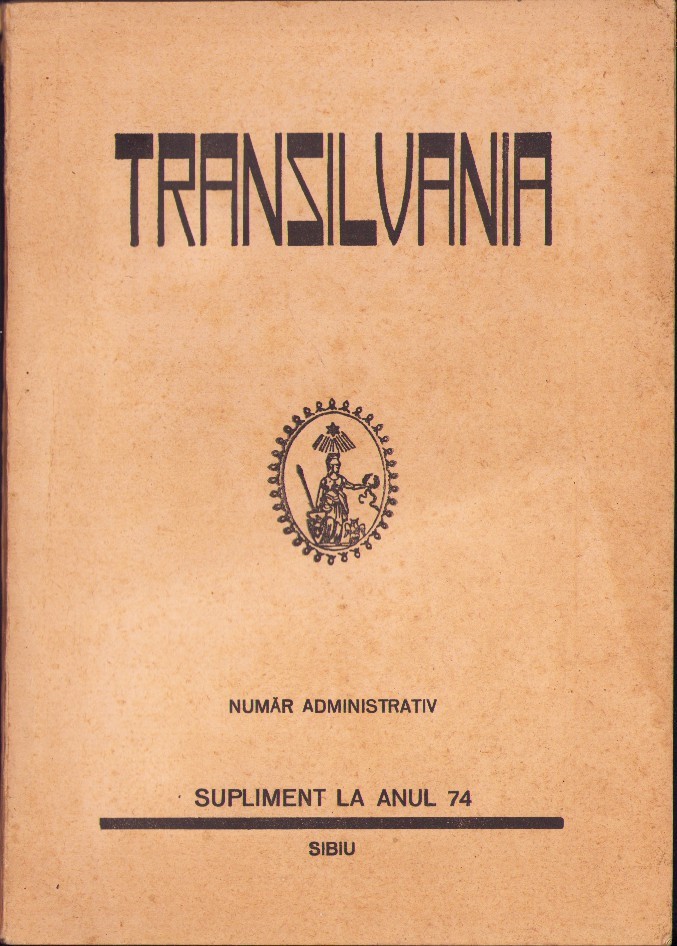 TRANSILVANIA
NUMĂR ADMINISTRATIV
SUPLIMENT LA ANUL 74
SIBIU